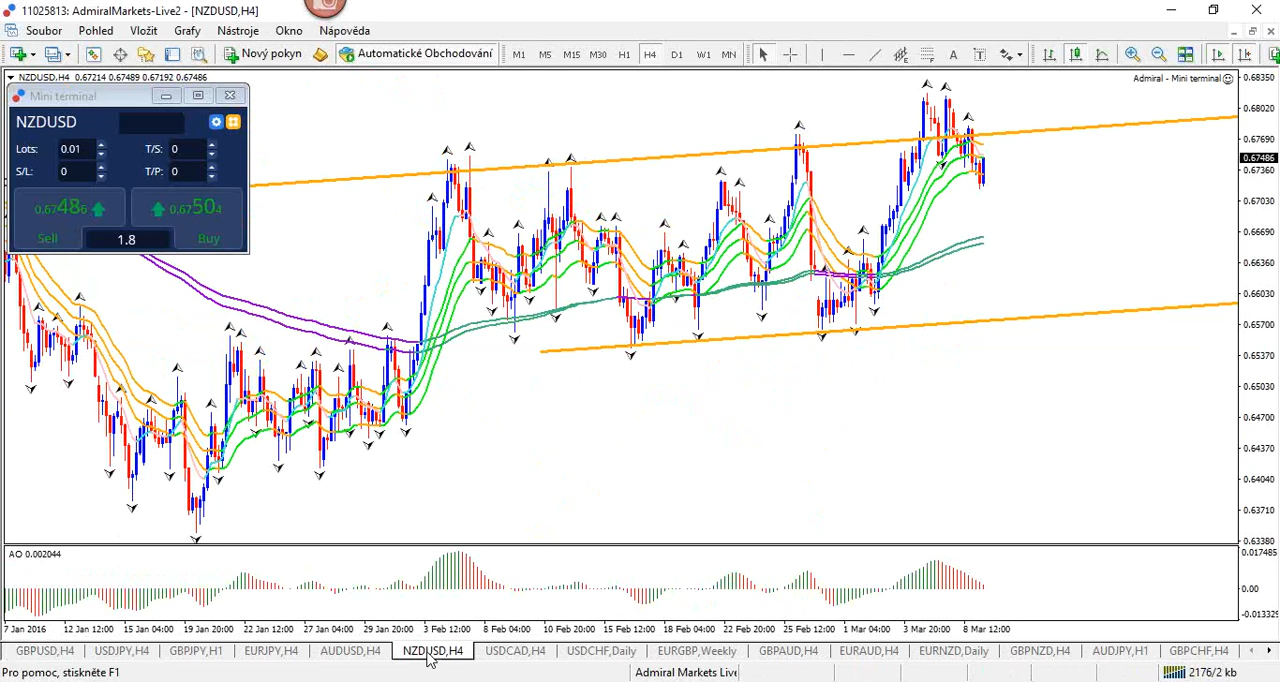 11025813: AdmiralMarkets-Live2 - [NZDUSD,H4]
Soubor Pohled Vložit Grafy Nástroje Okno Nápověda
Nový pokyn Automatické Obchodování M1 M5 M15 M30 H1 H4 D1 W1 MN A T
NZDUSD,H4 0.67214 0.67489 0.67192 0.67486
Admiral - Mini terminal
Mini terminal
NZDUSD
Lots: 0.01 T/S: 0
S/L: 0 T/P: 0
0.67486 0.67504
Sell 1.8 Buy
0.68350
0.68020
0.67690
0.67486
0.67360
0.67030
0.66690
0.66360
0.66030
0.65700
0.65370
0.65030
0.64700
0.64370
0.64040
0.63710
0.63380
AO 0.002044
0.017485
0.00
-0.013329
7 Jan 2016 12 Jan 12:00 15 Jan 04:00 19 Jan 20:00 22 Jan 12:00 27 Jan 04:00 29 Jan 20:00 3 Feb 12:00 8 Feb 04:00 10 Feb 20:00 15 Feb 12:00 18 Feb 04:00 22 Feb 20:00 25 Feb 12:00 1 Mar 04:00 3 Mar 20:00 8 Mar 12:00
GBPUSD,H4 USDJPY,H4 GBPJPY,H1 EURJPY,H4 AUDUSD,H4 NZDUSD,H4 USDCAD,H4 USDCHF,Daily EURGBP,Weekly GBPAUD,H4 EURAUD,H4 EURNZD,Daily GBPNZD,H4 AUDJPY,H1 GBPCHF,H4
Pro pomoc, stiskněte F1 Admiral Markets Live 2176/2 kb